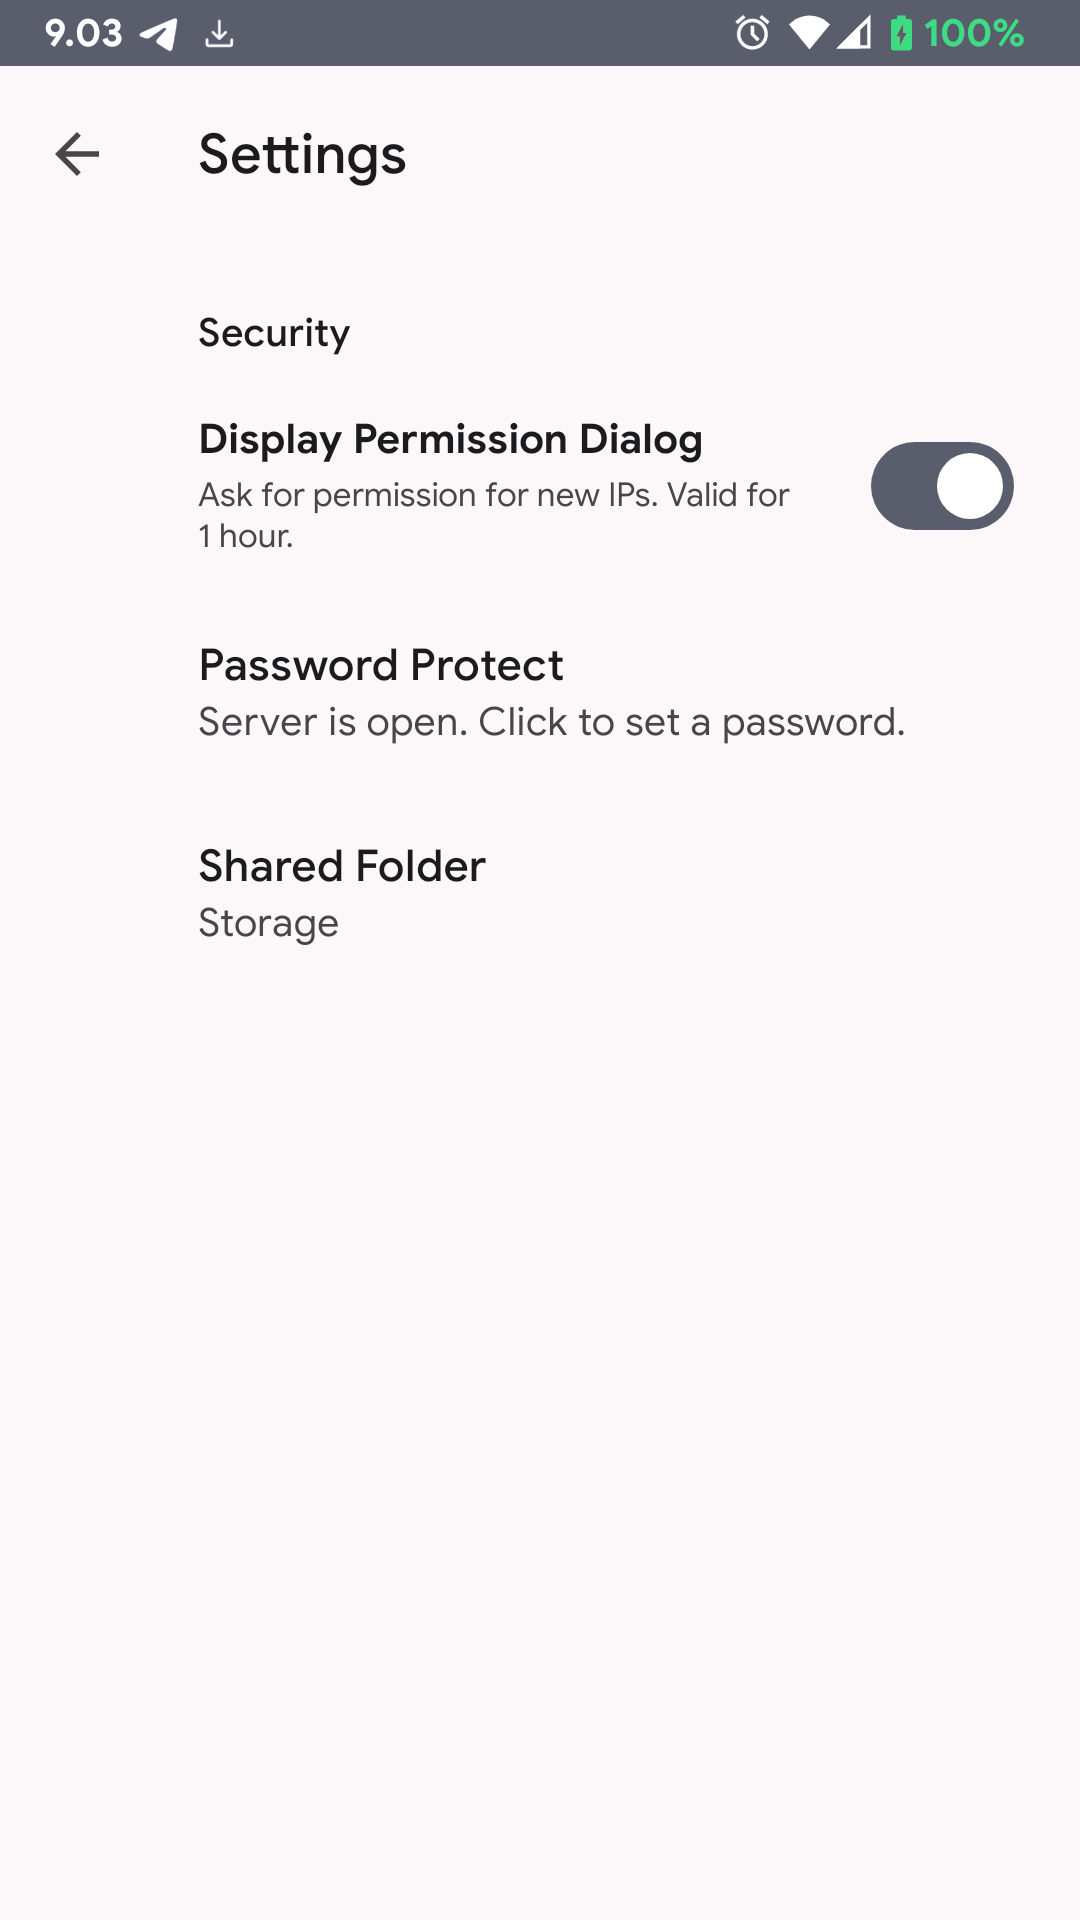 9.03
100%
Settings
Security
Display Permission Dialog
Ask for permission for new IPs. Valid for
1 hour.
Password Protect
Server is open. Click to set a password.
Shared Folder
Storage